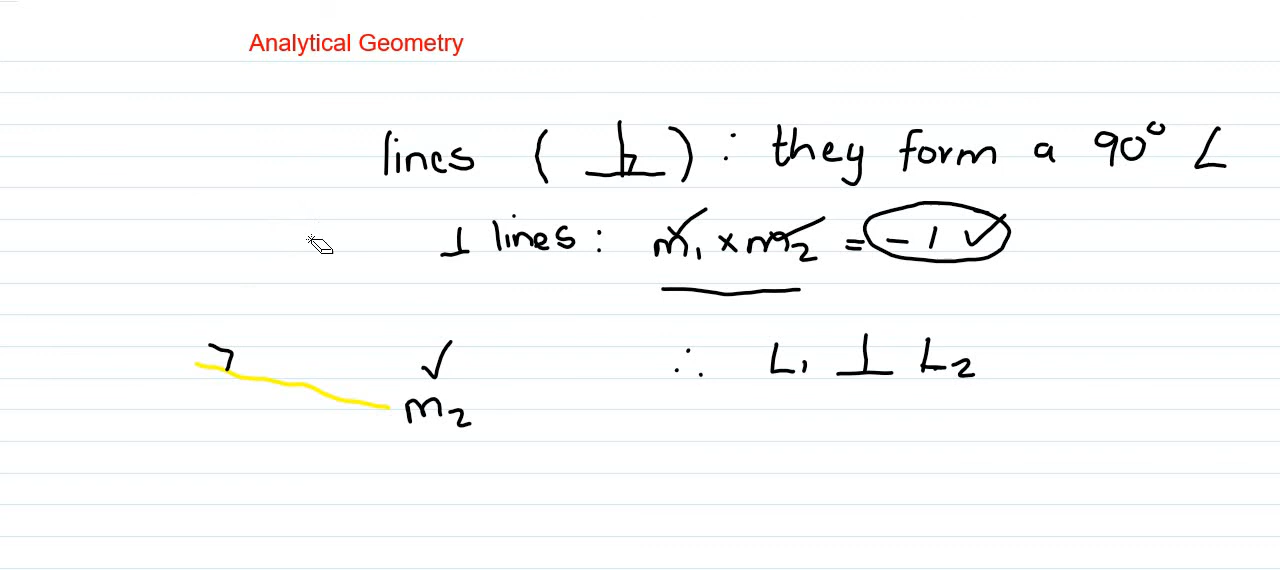 Analytical Geometry
lines ( ⊥ ) : they form a 90° ∠
⊥ lines : m₁ × m₂ = -1 ✓
✓ ∴ L₁ ⊥ L₂
m₂